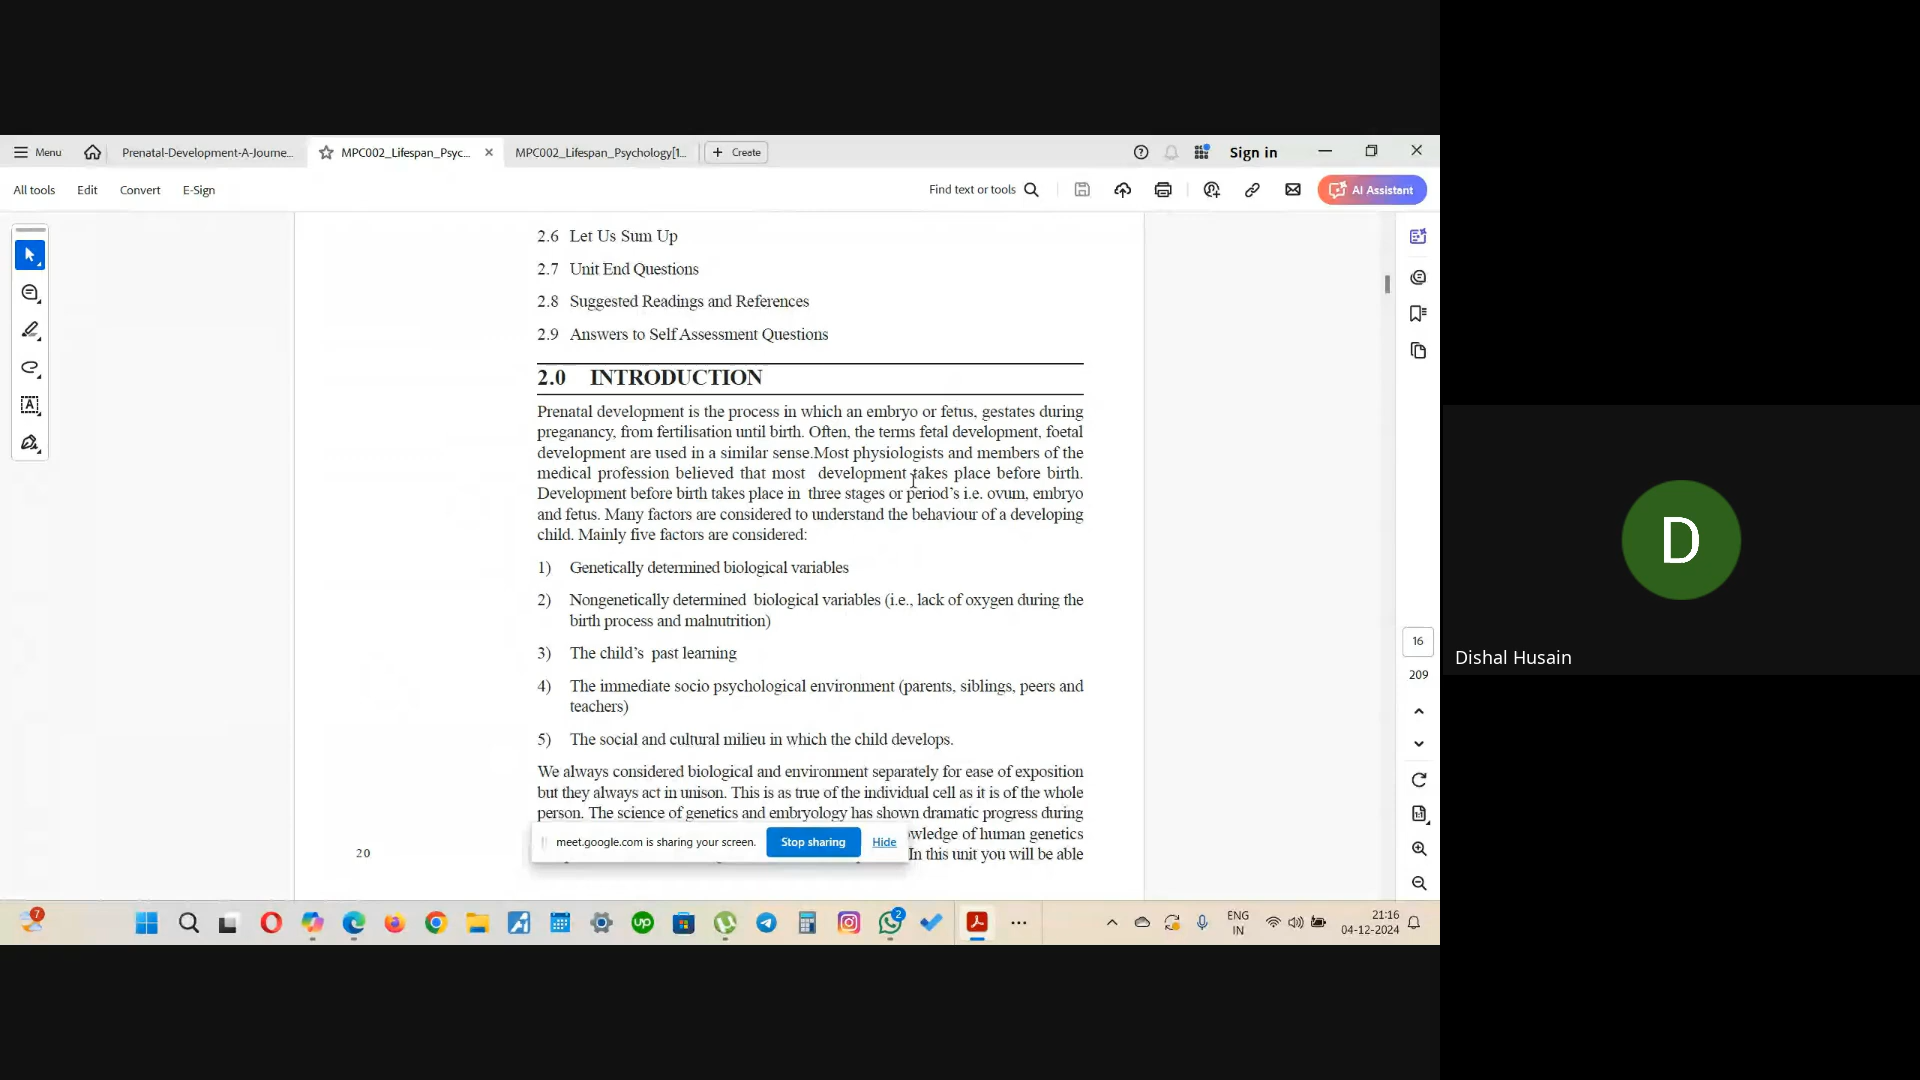 Menu
Prenatal-Development-A-Journe...
MPC002_Lifespan_Psyc...
MPC002_Lifespan_Psychology[1...
Create
Sign in
All tools
Edit
Convert
E-Sign
Find text or tools
AI Assistant
2.6 Let Us Sum Up
2.7 Unit End Questions
2.8 Suggested Readings and References
2.9 Answers to Self Assessment Questions
2.0 INTRODUCTION
Prenatal development is the process in which an embryo or fetus, gestates during
preganancy, from fertilisation until birth. Often, the terms fetal development, foetal
development are used in a similar sense.Most physiologists and members of the
medical profession believed that most development takes place before birth.
Development before birth takes place in three stages or period's i.e. ovum, embryo
and fetus. Many factors are considered to understand the behaviour of a developing
child. Mainly five factors are considered:
1) Genetically determined biological variables
2) Nongenetically determined biological variables (i.e., lack of oxygen during the
birth process and malnutrition)
3) The child's past learning
4) The immediate socio psychological environment (parents, siblings, peers and
teachers)
5) The social and cultural milieu in which the child develops.
We always considered biological and environment separately for ease of exposition
but they always act in unison. This is as true of the individual cell as it is of the whole
person. The science of genetics and embryology has shown dramatic progress during
wledge of human genetics
In this unit you will be able
meet.google.com is sharing your screen.
Stop sharing
Hide
20
16
209
D
Dishal Husain
7
up
2
ENG
IN
21:16
04-12-2024